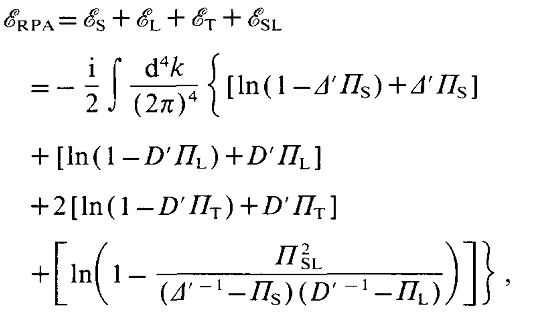 ℰ_RPA = ℰ_S + ℰ_L + ℰ_T + ℰ_SL
= − i/2 ∫ d⁴k/(2π)⁴ { [ln(1−Δ′Π_S)+Δ′Π_S]
+[ln(1−D′Π_L)+D′Π_L]
+2[ln(1−D′Π_T)+D′Π_T]
+[ln(1− Π²_SL/((Δ′⁻¹−Π_S)(D′⁻¹−Π_L)))]} ,